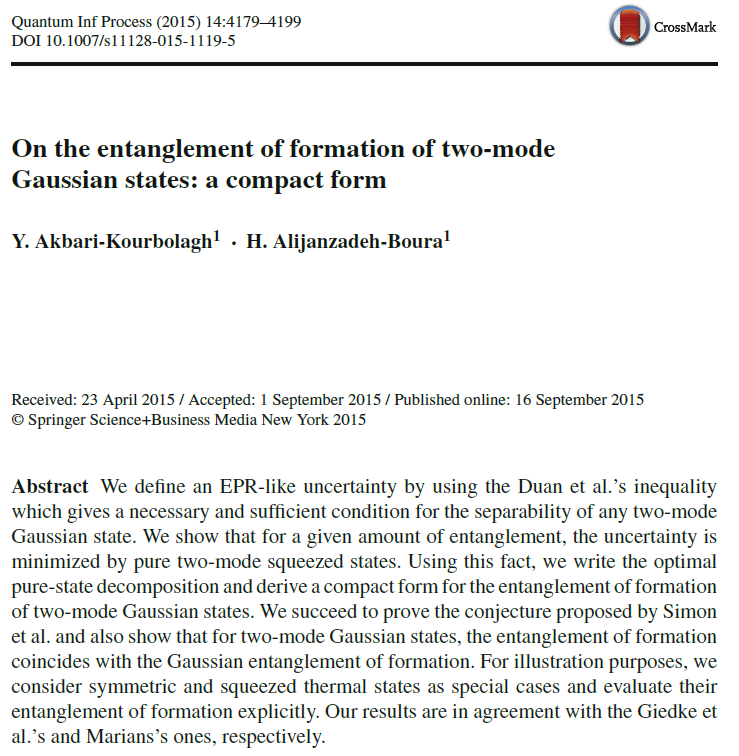 Quantum Inf Process (2015) 14:4179–4199
DOI 10.1007/s11128-015-1119-5
CrossMark
On the entanglement of formation of two-mode
Gaussian states: a compact form
Y. Akbari-Kourbolagh¹ · H. Alijanzadeh-Boura¹
Received: 23 April 2015 / Accepted: 1 September 2015 / Published online: 16 September 2015
© Springer Science+Business Media New York 2015
Abstract We define an EPR-like uncertainty by using the Duan et al.'s inequality
which gives a necessary and sufficient condition for the separability of any two-mode
Gaussian state. We show that for a given amount of entanglement, the uncertainty is
minimized by pure two-mode squeezed states. Using this fact, we write the optimal
pure-state decomposition and derive a compact form for the entanglement of formation
of two-mode Gaussian states. We succeed to prove the conjecture proposed by Simon
et al. and also show that for two-mode Gaussian states, the entanglement of formation
coincides with the Gaussian entanglement of formation. For illustration purposes, we
consider symmetric and squeezed thermal states as special cases and evaluate their
entanglement of formation explicitly. Our results are in agreement with the Giedke et
al.'s and Marians's ones, respectively.